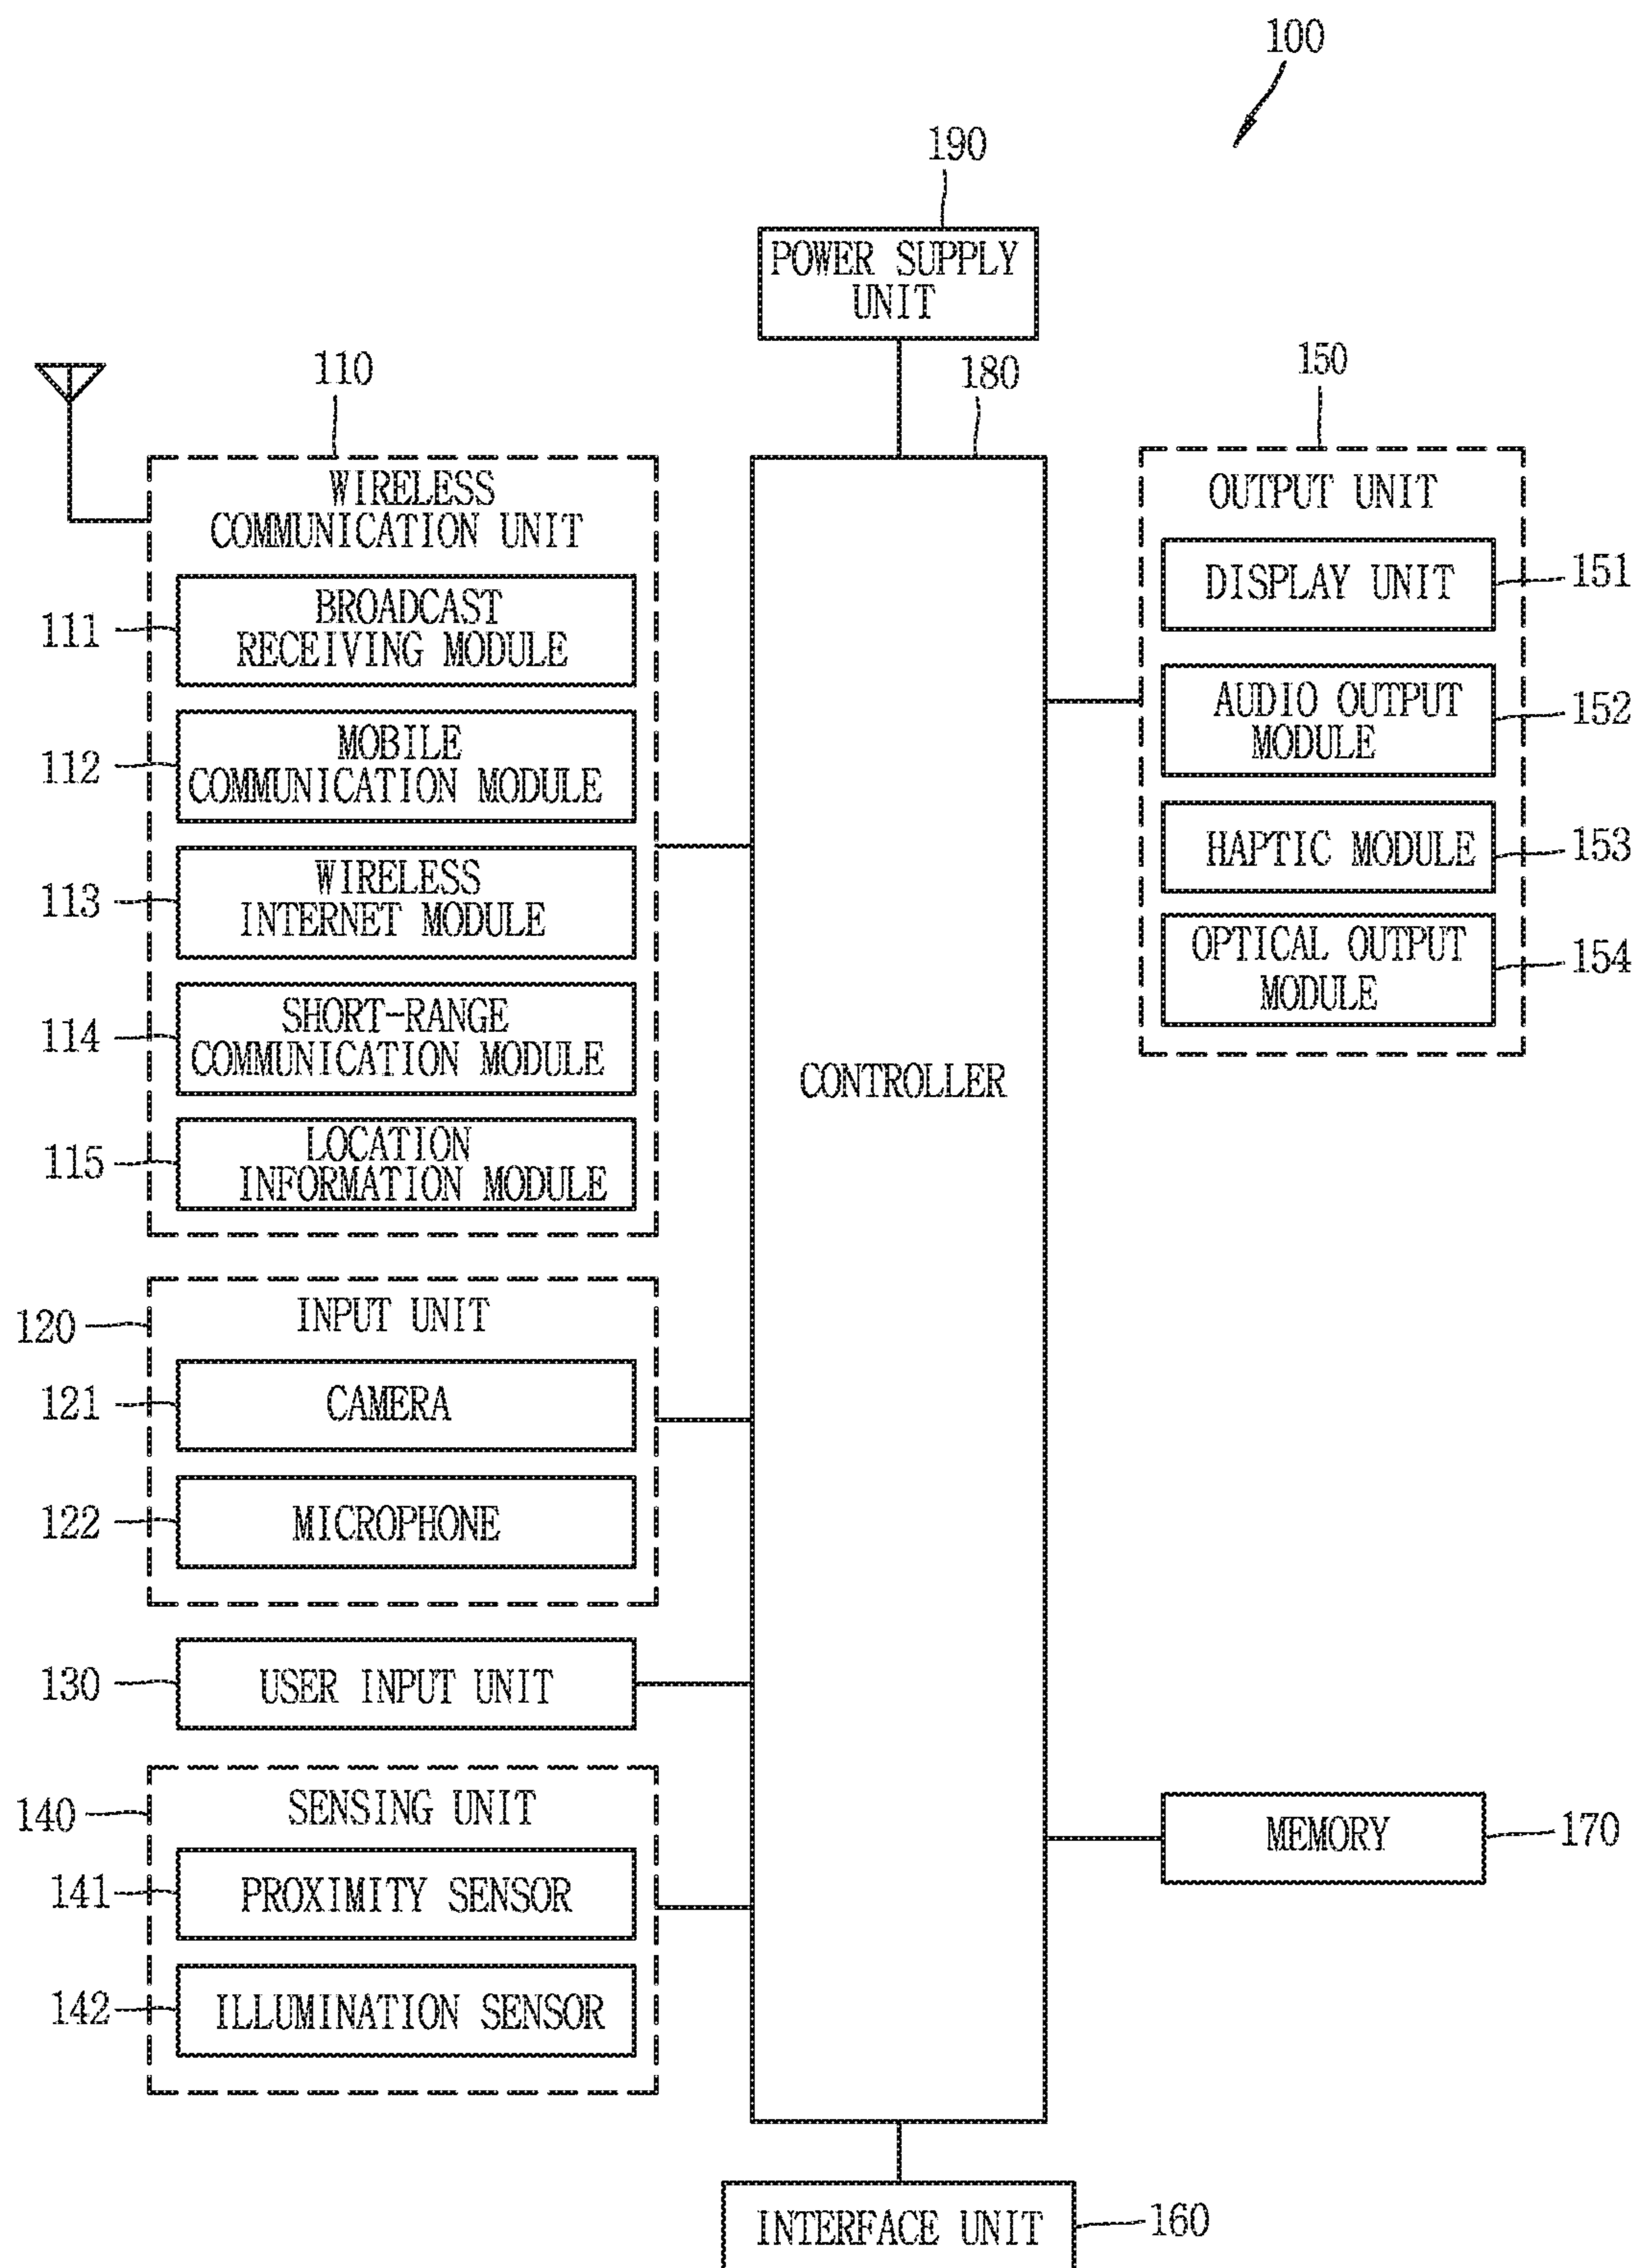 100
190
POWER SUPPLY
UNIT
110
180
150
WIRELESS
COMMUNICATION UNIT
111
BROADCAST
RECEIVING MODULE
112
MOBILE
COMMUNICATION MODULE
113
WIRELESS
INTERNET MODULE
114
SHORT-RANGE
COMMUNICATION MODULE
115
LOCATION
INFORMATION MODULE
120
INPUT UNIT
121
CAMERA
122
MICROPHONE
130
USER INPUT UNIT
140
SENSING UNIT
141
PROXIMITY SENSOR
142
ILLUMINATION SENSOR
CONTROLLER
OUTPUT UNIT
DISPLAY UNIT
151
AUDIO OUTPUT
MODULE
152
HAPTIC MODULE
153
OPTICAL OUTPUT
MODULE
154
MEMORY
170
INTERFACE UNIT
160